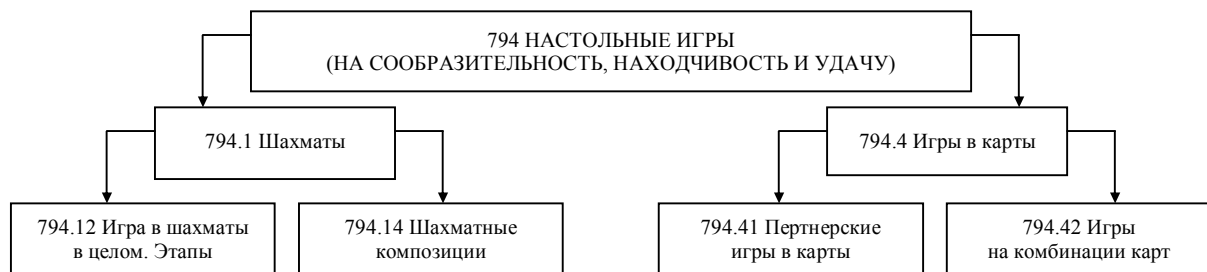 794 НАСТОЛЬНЫЕ ИГРЫ
(НА СООБРАЗИТЕЛЬНОСТЬ, НАХОДЧИВОСТЬ И УДАЧУ)
794.1 Шахматы
794.4 Игры в карты
794.12 Игра в шахматы
в целом. Этапы
794.14 Шахматные
композиции
794.41 Пертнерские
игры в карты
794.42 Игры
на комбинации карт